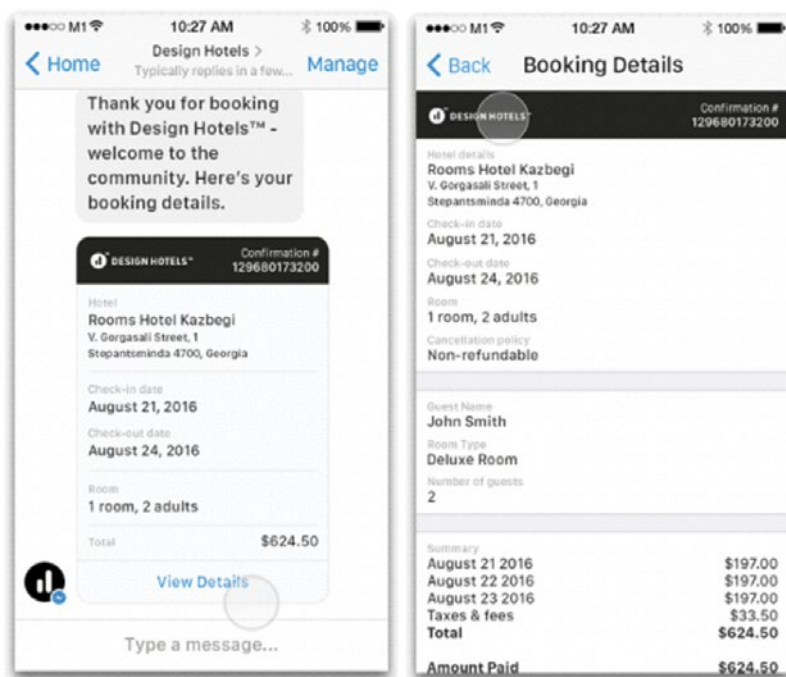 M1
10:27 AM
100%
Home
Design Hotels >
Typically replies in a few...
Manage
Thank you for booking
with Design Hotels™ -
welcome to the
community. Here's your
booking details.
DESIGN HOTELS™
Confirmation #
129680173200
Hotel
Rooms Hotel Kazbegi
V. Gorgasali Street, 1
Stepantsminda 4700, Georgia
Check-in date
August 21, 2016
Check-out date
August 24, 2016
Room
1 room, 2 adults
Total $624.50
View Details
Type a message...
M1
10:27 AM
100%
Back
Booking Details
DESIGN HOTELS™
Confirmation #
129680173200
Hotel details
Rooms Hotel Kazbegi
V. Gorgasali Street, 1
Stepantsminda 4700, Georgia
Check-in date
August 21, 2016
Check-out date
August 24, 2016
Room
1 room, 2 adults
Cancellation policy
Non-refundable
Guest Name
John Smith
Room Type
Deluxe Room
Number of guests
2
Summary
August 21 2016 $197.00
August 22 2016 $197.00
August 23 2016 $197.00
Taxes & fees $33.50
Total $624.50
Amount Paid $624.50